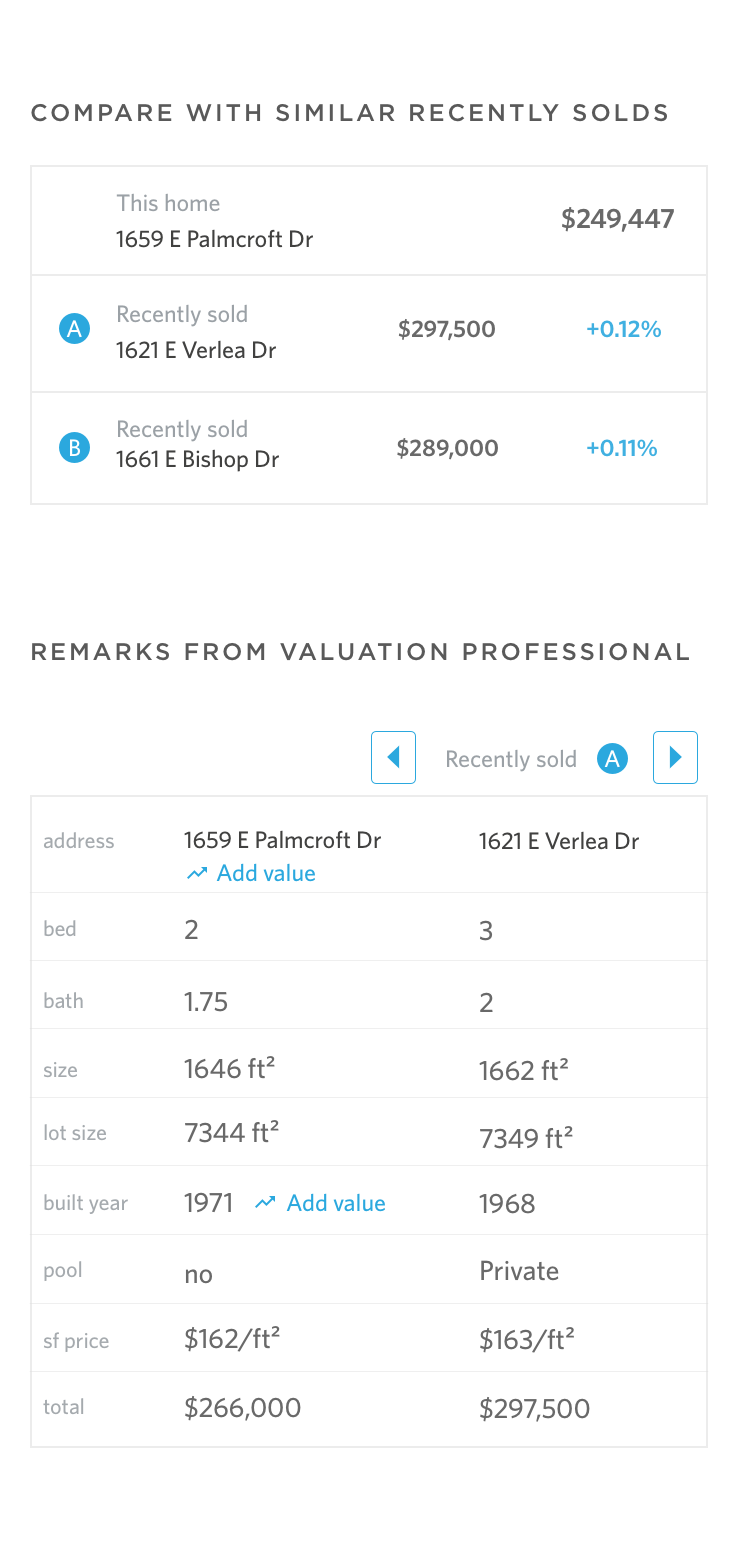 COMPARE WITH SIMILAR RECENTLY SOLDS
This home
1659 E Palmcroft Dr
$249,447
A
Recently sold
1621 E Verlea Dr
$297,500
+0.12%
B
Recently sold
1661 E Bishop Dr
$289,000
+0.11%
REMARKS FROM VALUATION PROFESSIONAL
Recently sold A
address 1659 E Palmcroft Dr 1621 E Verlea Dr
Add value
bed 2 3
bath 1.75 2
size 1646 ft² 1662 ft²
lot size 7344 ft² 7349 ft²
built year 1971 Add value 1968
pool no Private
sf price $162/ft² $163/ft²
total $266,000 $297,500